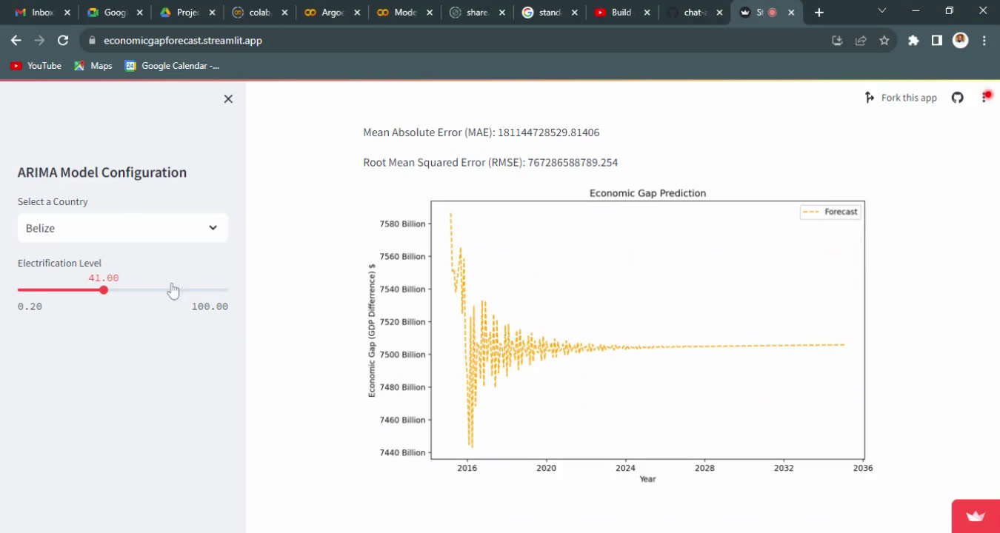 Inbox
Googl
Proje
colab.
Argo
Mode
share.
stand
Build
chat-a
St
economicgapforecast.streamlit.app
YouTube
Maps
Google Calendar -...
Fork this app
ARIMA Model Configuration
Select a Country
Belize
Electrification Level
41.00
0.20
100.00
Mean Absolute Error (MAE): 181144728529.81406
Root Mean Squared Error (RMSE): 767286588789.254
Economic Gap Prediction
Forecast
7580 Billion
7560 Billion
7540 Billion
7520 Billion
7500 Billion
7480 Billion
7460 Billion
7440 Billion
Economic Gap (GDP Differrence) $
2016
2020
2024
2028
2032
2036
Year